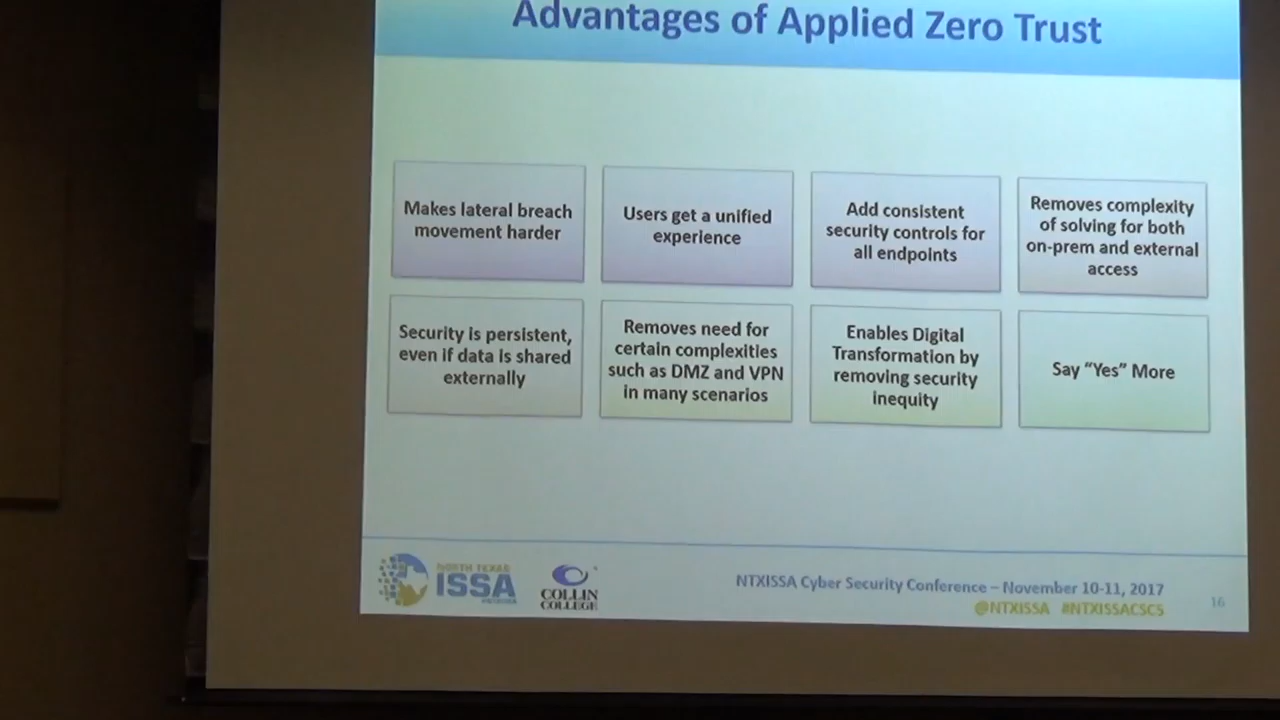 Advantages of Applied Zero Trust
Makes lateral breach
movement harder
Users get a unified
experience
Add consistent
security controls for
all endpoints
Removes complexity
of solving for both
on-prem and external
access
Security is persistent,
even if data is shared
externally
Removes need for
certain complexities
such as DMZ and VPN
in many scenarios
Enables Digital
Transformation by
removing security
inequity
Say “Yes” More
NORTH TEXAS
ISSA
COLLIN
COLLEGE
NTXISSA Cyber Security Conference – November 10-11, 2017
@NTXISSA #NTXISSACSC5
16